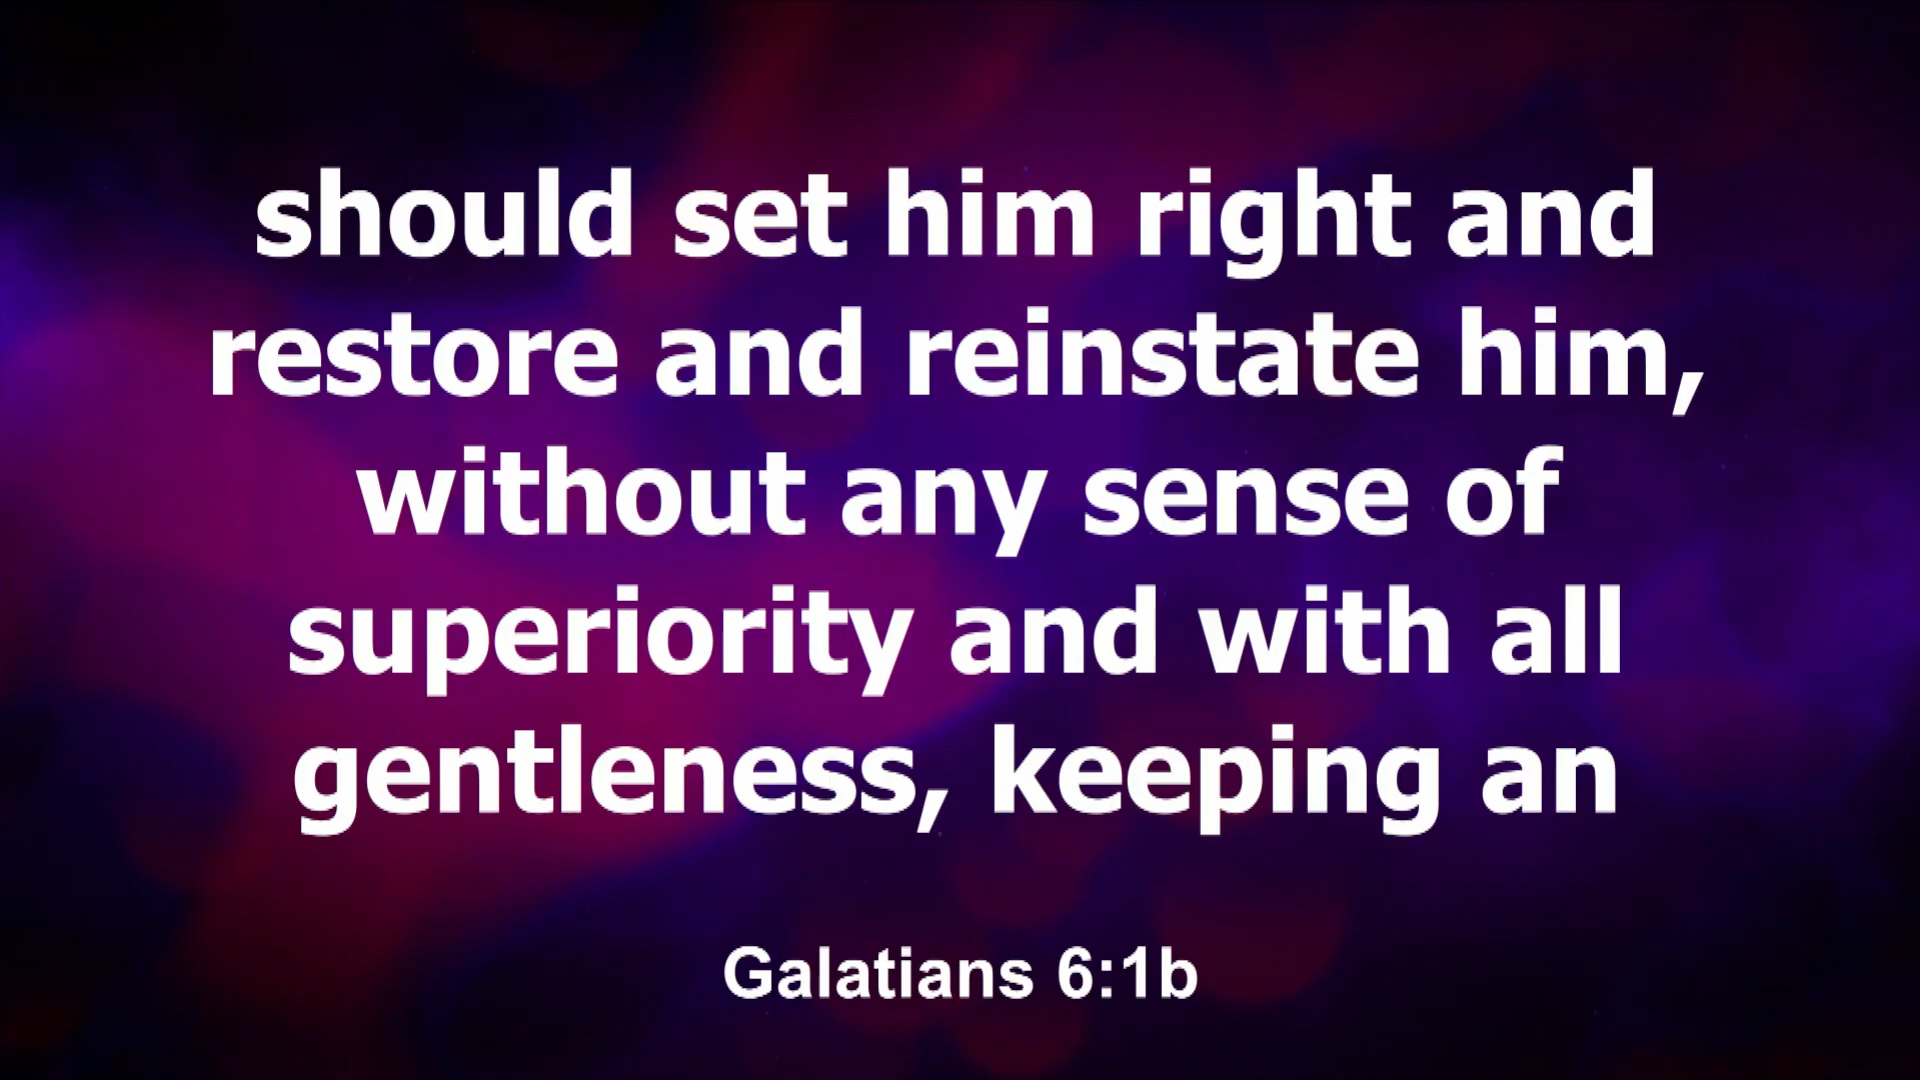 should set him right and
restore and reinstate him,
without any sense of
superiority and with all
gentleness, keeping an
Galatians 6:1b